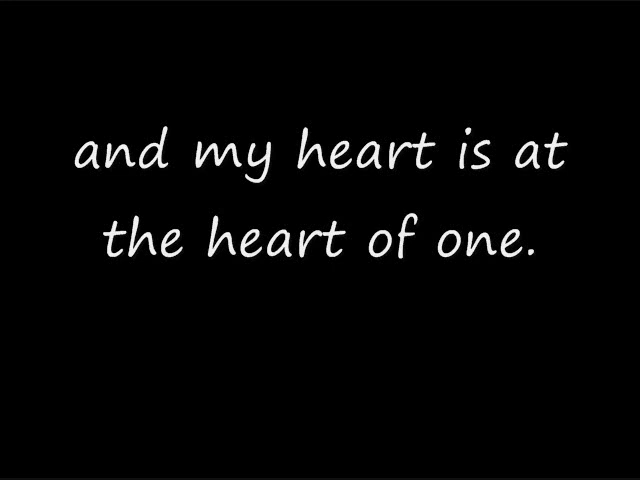 and my heart is at
the heart of one.